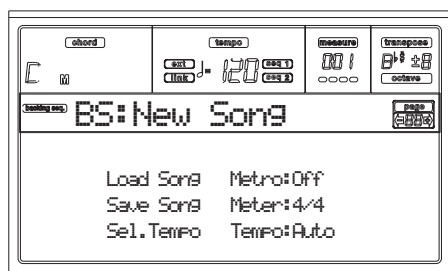 chord tempo measure transpose
C M ext link ♩= 120 seq 1 seq 2 001 B♭♯ ±8
octave
backing seq. BS:New Song page
Load Song Metro:Off
Save Song Meter:4/4
Sel.Tempo Tempo:Auto